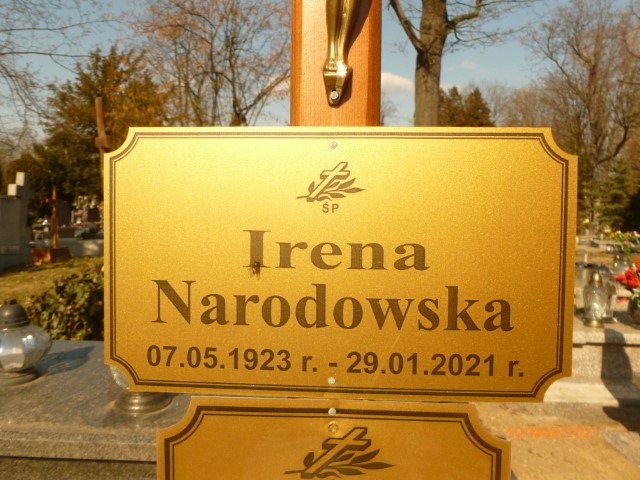 ŚP
Irena
Narodowska
07.05.1923 r. - 29.01.2021 r.